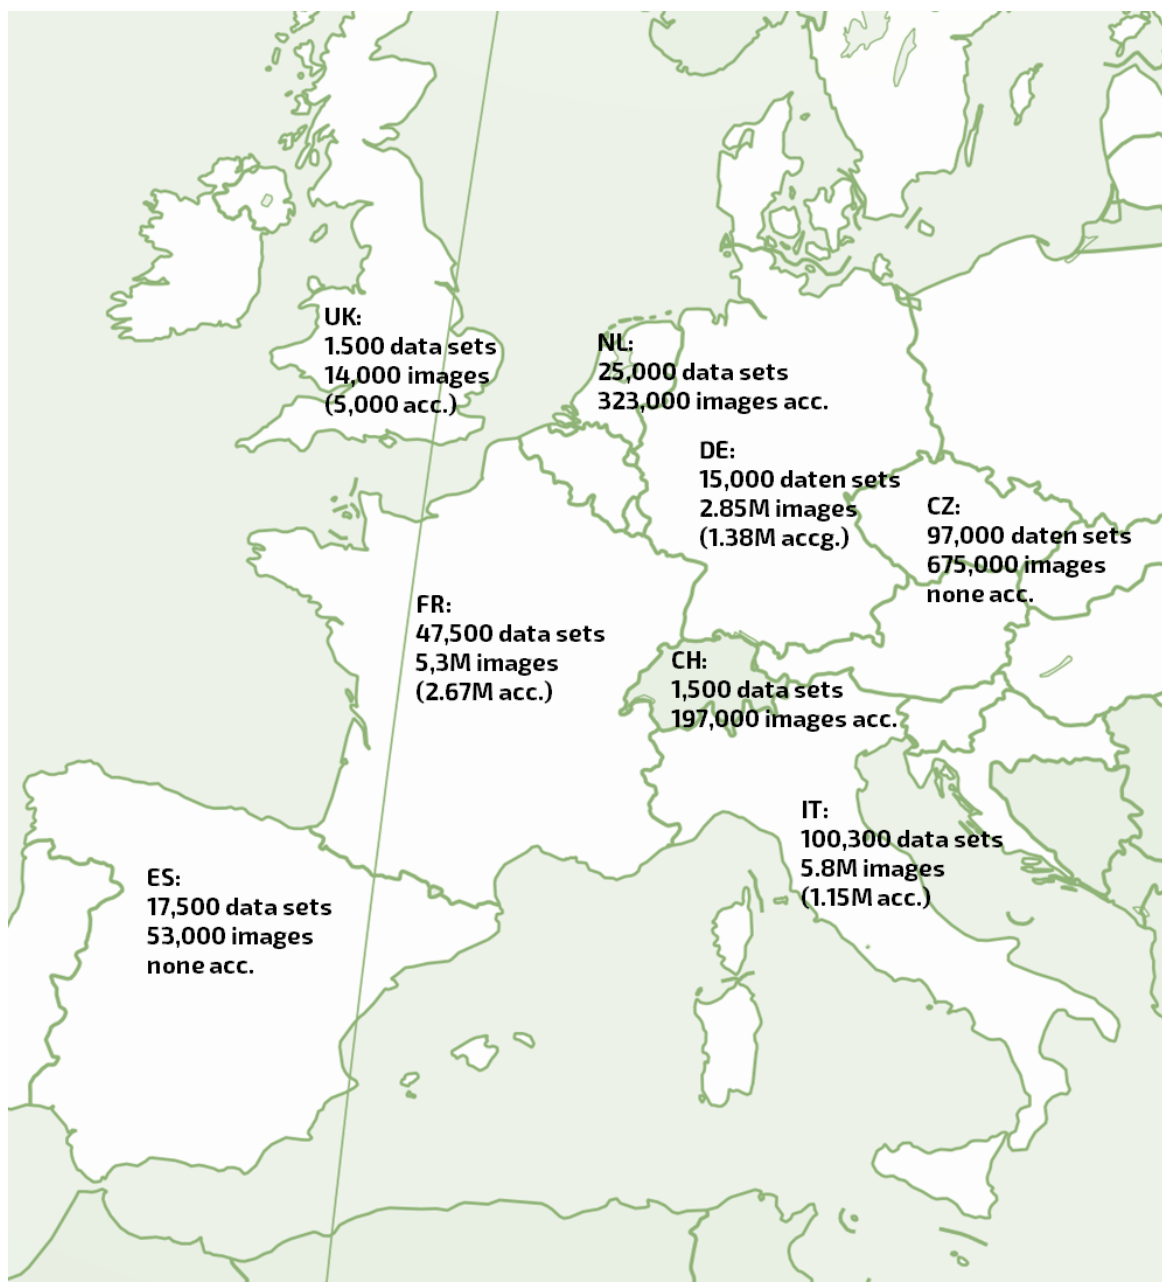 UK:
1.500 data sets
14,000 images
(5,000 acc.)
NL:
25,000 data sets
323,000 images acc.
DE:
15,000 daten sets
2.85M images
(1.38M accg.)
CZ:
97,000 daten sets
675,000 images
none acc.
FR:
47,500 data sets
5,3M images
(2.67M acc.)
CH:
1,500 data sets
197,000 images acc.
IT:
100,300 data sets
5.8M images
(1.15M acc.)
ES:
17,500 data sets
53,000 images
none acc.